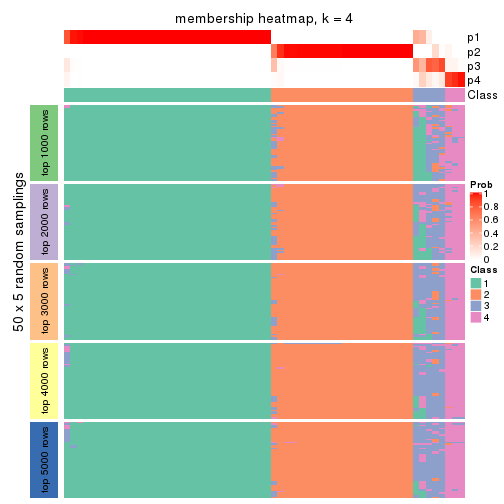 membership heatmap, k = 4
p1
p2
p3
p4
Class
50 x 5 random samplings
top 1000 rows
top 2000 rows
top 3000 rows
top 4000 rows
top 5000 rows
Prob
1
0.8
0.6
0.4
0.2
0
Class
1
2
3
4